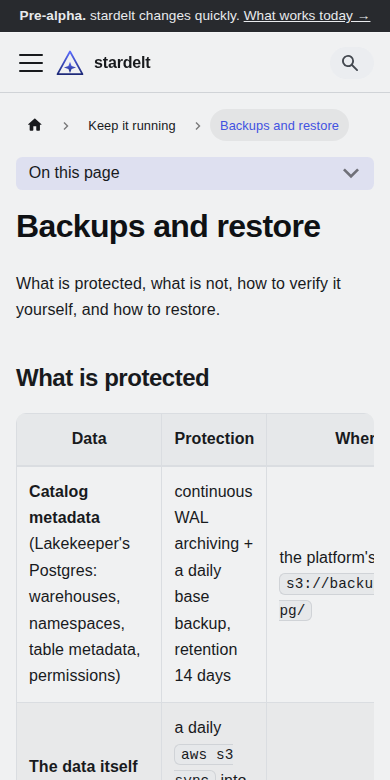 Pre-alpha. stardelt changes quickly. What works today →
stardelt
Keep it running
Backups and restore
On this page
Backups and restore
What is protected, what is not, how to verify it
yourself, and how to restore.
What is protected
Data
Protection
Catalog
metadata
(Lakekeeper's
Postgres:
warehouses,
namespaces,
table metadata,
permissions)
continuous
WAL
archiving +
a daily
base
backup,
retention
14 days
the platform's
pg/
The data itself
a daily
aws s3
sync into